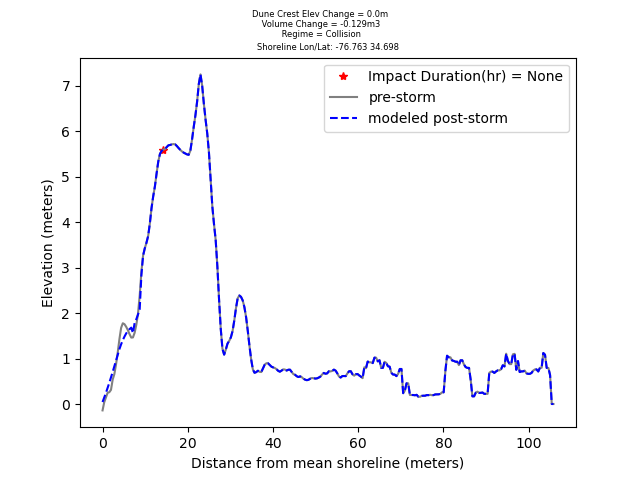 Dune Crest Elev Change = 0.0m
Volume Change = -0.129m3
Regime = Collision
Shoreline Lon/Lat: -76.763 34.698
Impact Duration(hr) = None
pre-storm
modeled post-storm
Elevation (meters)
7
6
5
4
3
2
1
0
0 20 40 60 80 100
Distance from mean shoreline (meters)